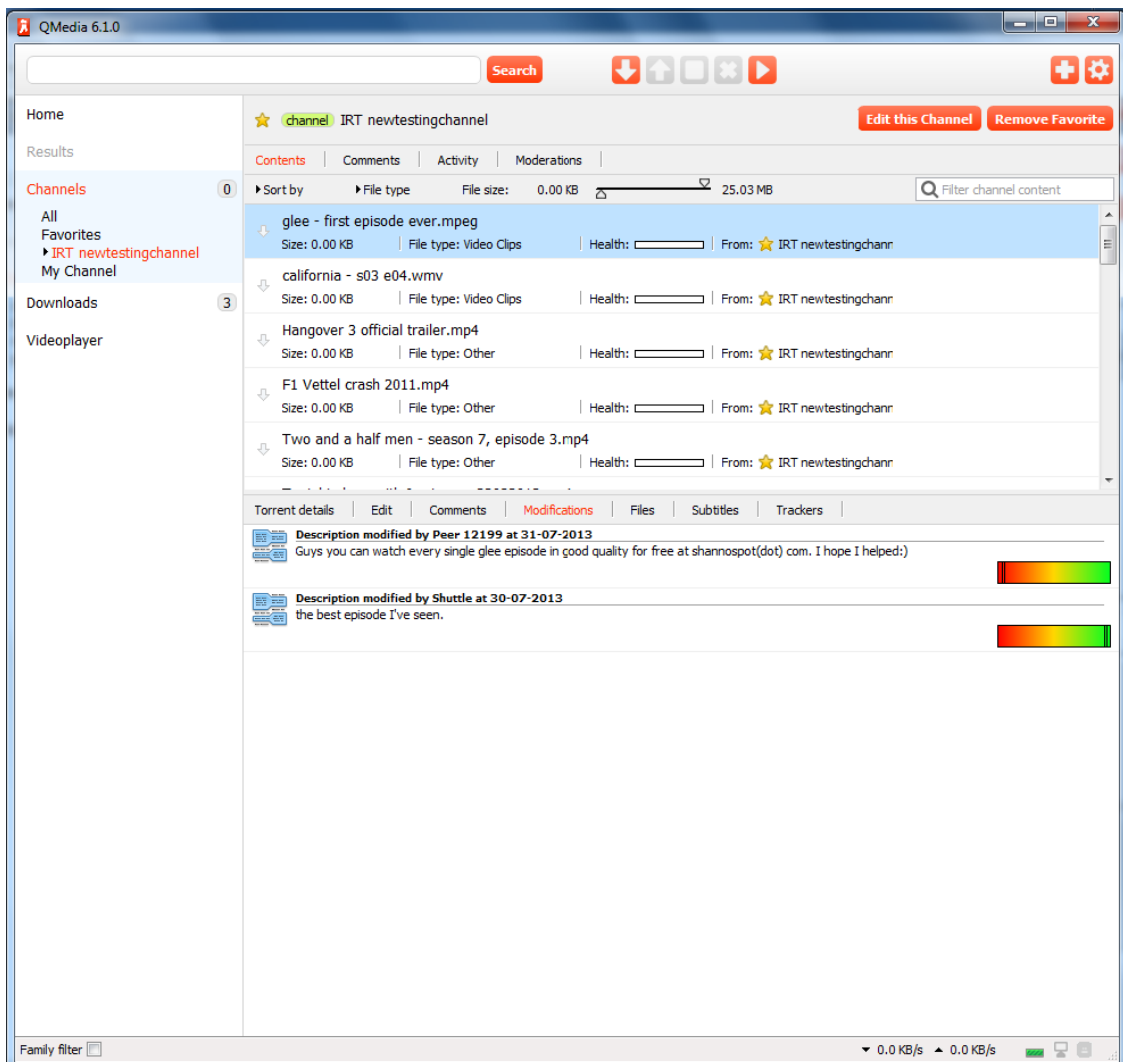 QMedia 6.1.0
Search
Home
Results
Channels 0
All
Favorites
IRT newtestingchannel
My Channel
Downloads 3
Videoplayer
channel IRT newtestingchannel Edit this Channel Remove Favorite
Contents Comments Activity Moderations
Sort by File type File size: 0.00 KB 25.03 MB Filter channel content
glee - first episode ever.mpeg
Size: 0.00 KB File type: Video Clips Health: From: IRT newtestingchann
california - s03 e04.wmv
Size: 0.00 KB File type: Video Clips Health: From: IRT newtestingchann
Hangover 3 official trailer.mp4
Size: 0.00 KB File type: Other Health: From: IRT newtestingchann
F1 Vettel crash 2011.mp4
Size: 0.00 KB File type: Other Health: From: IRT newtestingchann
Two and a half men - season 7, episode 3.mp4
Size: 0.00 KB File type: Other Health: From: IRT newtestingchann
Torrent details Edit Comments Modifications Files Subtitles Trackers
Description modified by Peer 12199 at 31-07-2013
Guys you can watch every single glee episode in good quality for free at shannospot(dot) com. I hope I helped:)
Description modified by Shuttle at 30-07-2013
the best episode I've seen.
Family filter 0.0 KB/s 0.0 KB/s